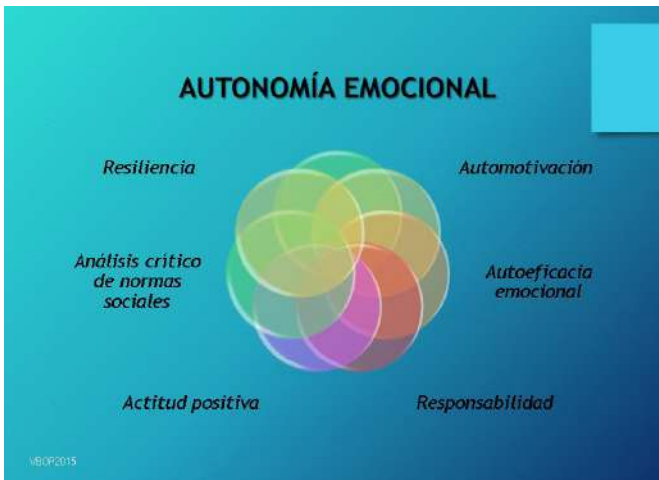 AUTONOMÍA EMOCIONAL
Resiliencia
Automotivación
Análisis crítico
de normas
sociales
Autoeficacia
emocional
Actitud positiva
Responsabilidad
VBOP2015